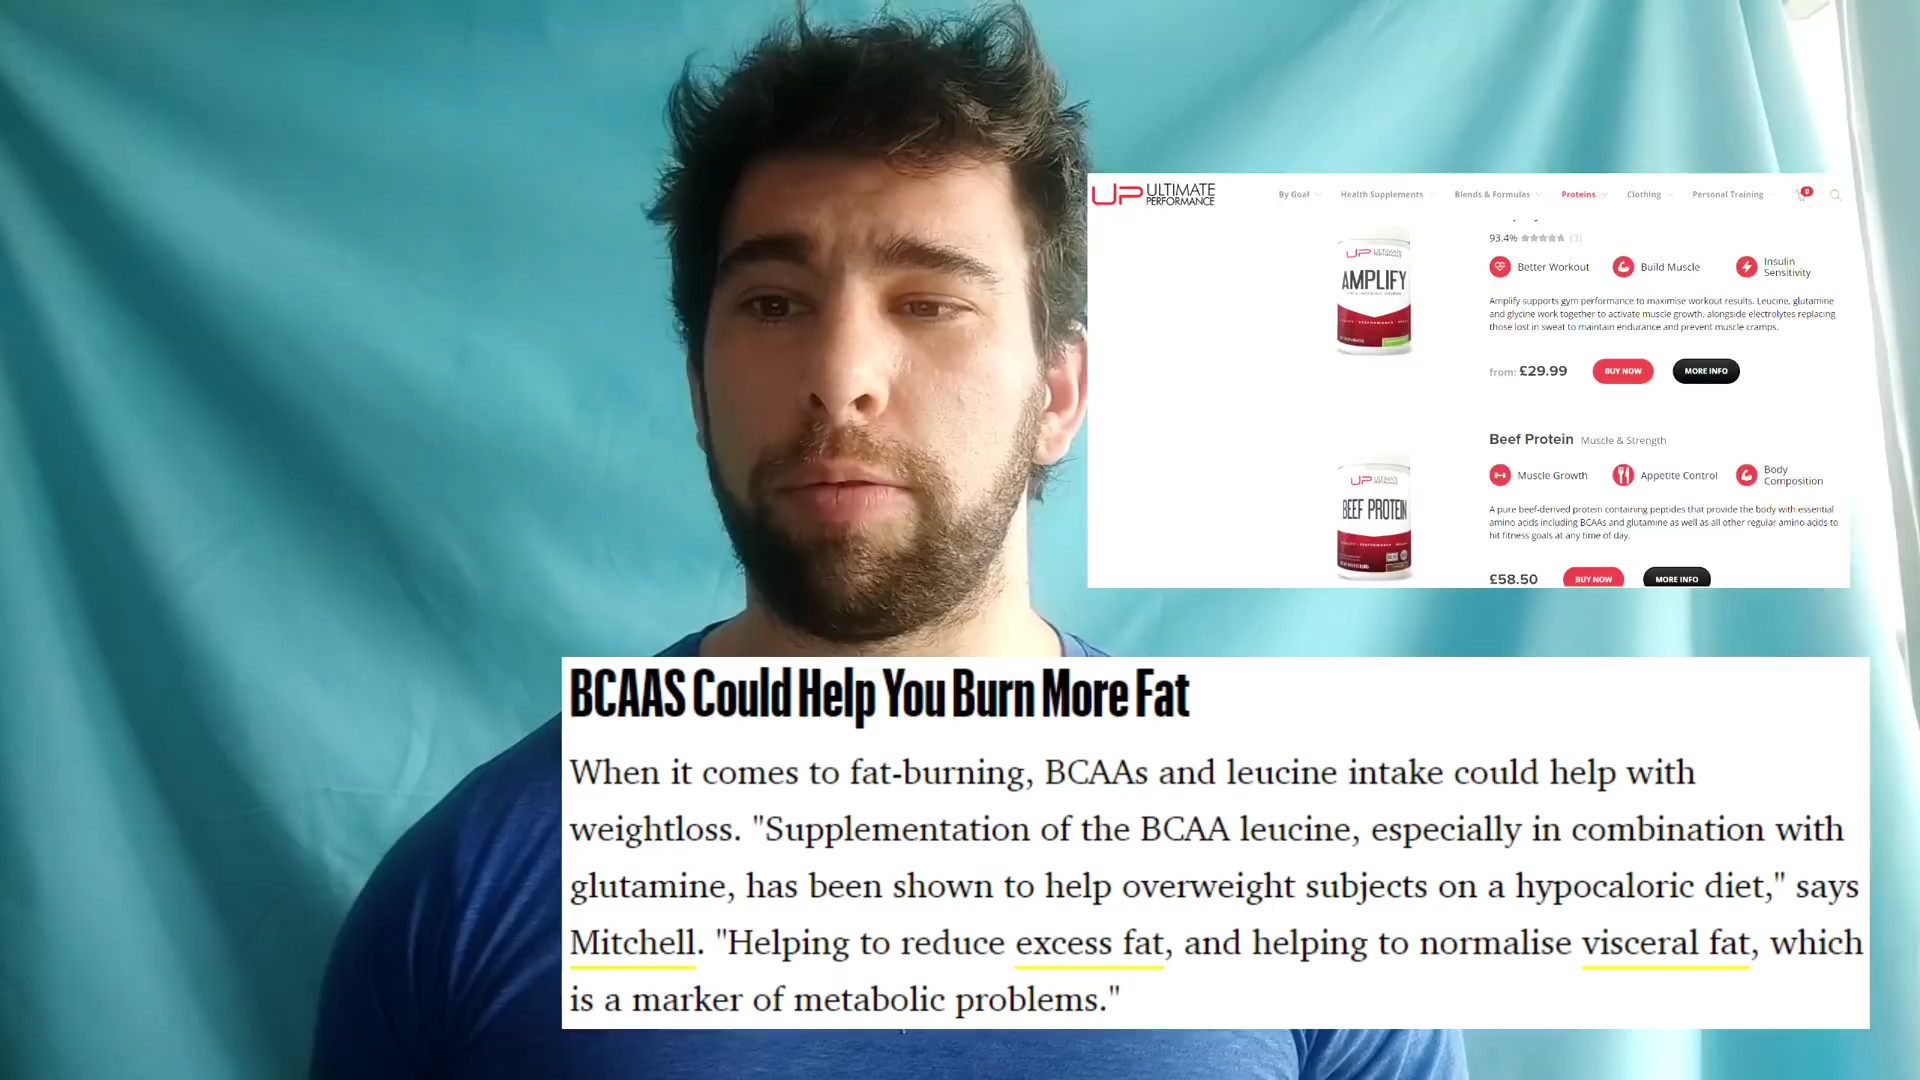 UP ULTIMATE PERFORMANCE
By Goal
Health Supplements
Blends & Formulas
Proteins
Clothing
Personal Training
0
93.4%
(3)
UP ULTIMATE PERFORMANCE
AMPLIFY
Better Workout
Build Muscle
Insulin Sensitivity
Amplify supports gym performance to maximise workout results. Leucine, glutamine
and glycine work together to activate muscle growth, alongside electrolytes replacing
those lost in sweat to maintain endurance and prevent muscle cramps.
from: £29.99
BUY NOW
MORE INFO
Beef Protein Muscle & Strength
UP ULTIMATE PERFORMANCE
BEEF PROTEIN
Muscle Growth
Appetite Control
Body Composition
A pure beef-derived protein containing peptides that provide the body with essential
amino acids including BCAAs and glutamine as well as all other regular amino acids to
hit fitness goals at any time of day.
£58.50
BUY NOW
MORE INFO
BCAAS Could Help You Burn More Fat
When it comes to fat-burning, BCAAs and leucine intake could help with
weightloss. "Supplementation of the BCAA leucine, especially in combination with
glutamine, has been shown to help overweight subjects on a hypocaloric diet," says
Mitchell. "Helping to reduce excess fat, and helping to normalise visceral fat, which
is a marker of metabolic problems."